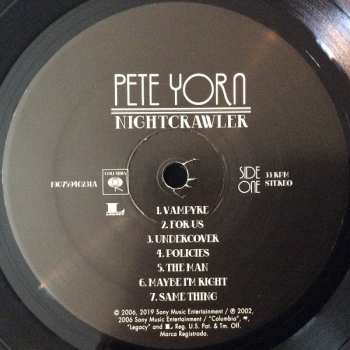 PETE YORN
NIGHTCRAWLER
COLUMBIA
L
SIDE ONE
33 RPM
STEREO
1. VAMPYRE
2. FOR US
3. UNDERCOVER
4. POLICIES
5. THE MAN
6. MAYBE I'M RIGHT
7. SAME THING
© 2006, 2019 Sony Music Entertainment / ℗ 2002,
2006 Sony Music Entertainment / "Columbia",
"Legacy" and L Reg. U.S. Pat. & Tm. Off.
Marca Registrada.